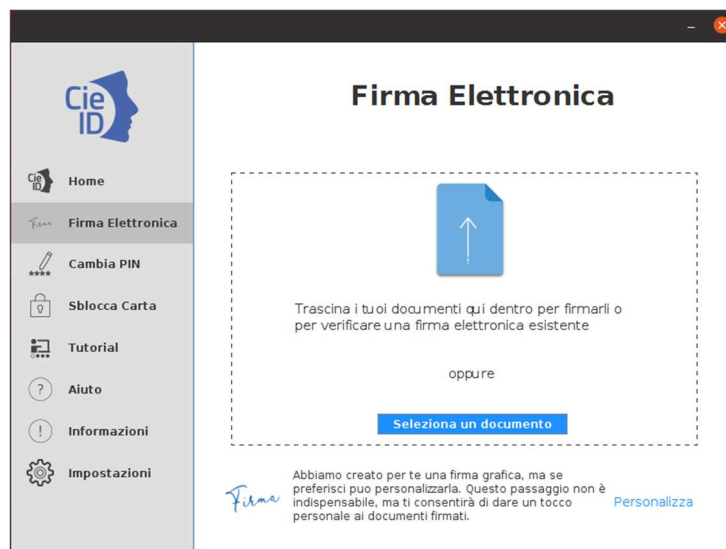 Cie
ID
Firma Elettronica
Cie
ID
Home
Firma
Firma Elettronica
Cambia PIN
****
Sblocca Carta
Tutorial
?
Aiuto
!
Informazioni
Impostazioni
Trascina i tuoi documenti qui dentro per firmarli o
per verificare una firma elettronica esistente
oppure
Seleziona un documento
Firma
Abbiamo creato per te una firma grafica, ma se
preferisci puo personalizzarla. Questo passaggio non è
indispensabile, ma ti consentirà di dare un tocco
personale ai documenti firmati.
Personalizza